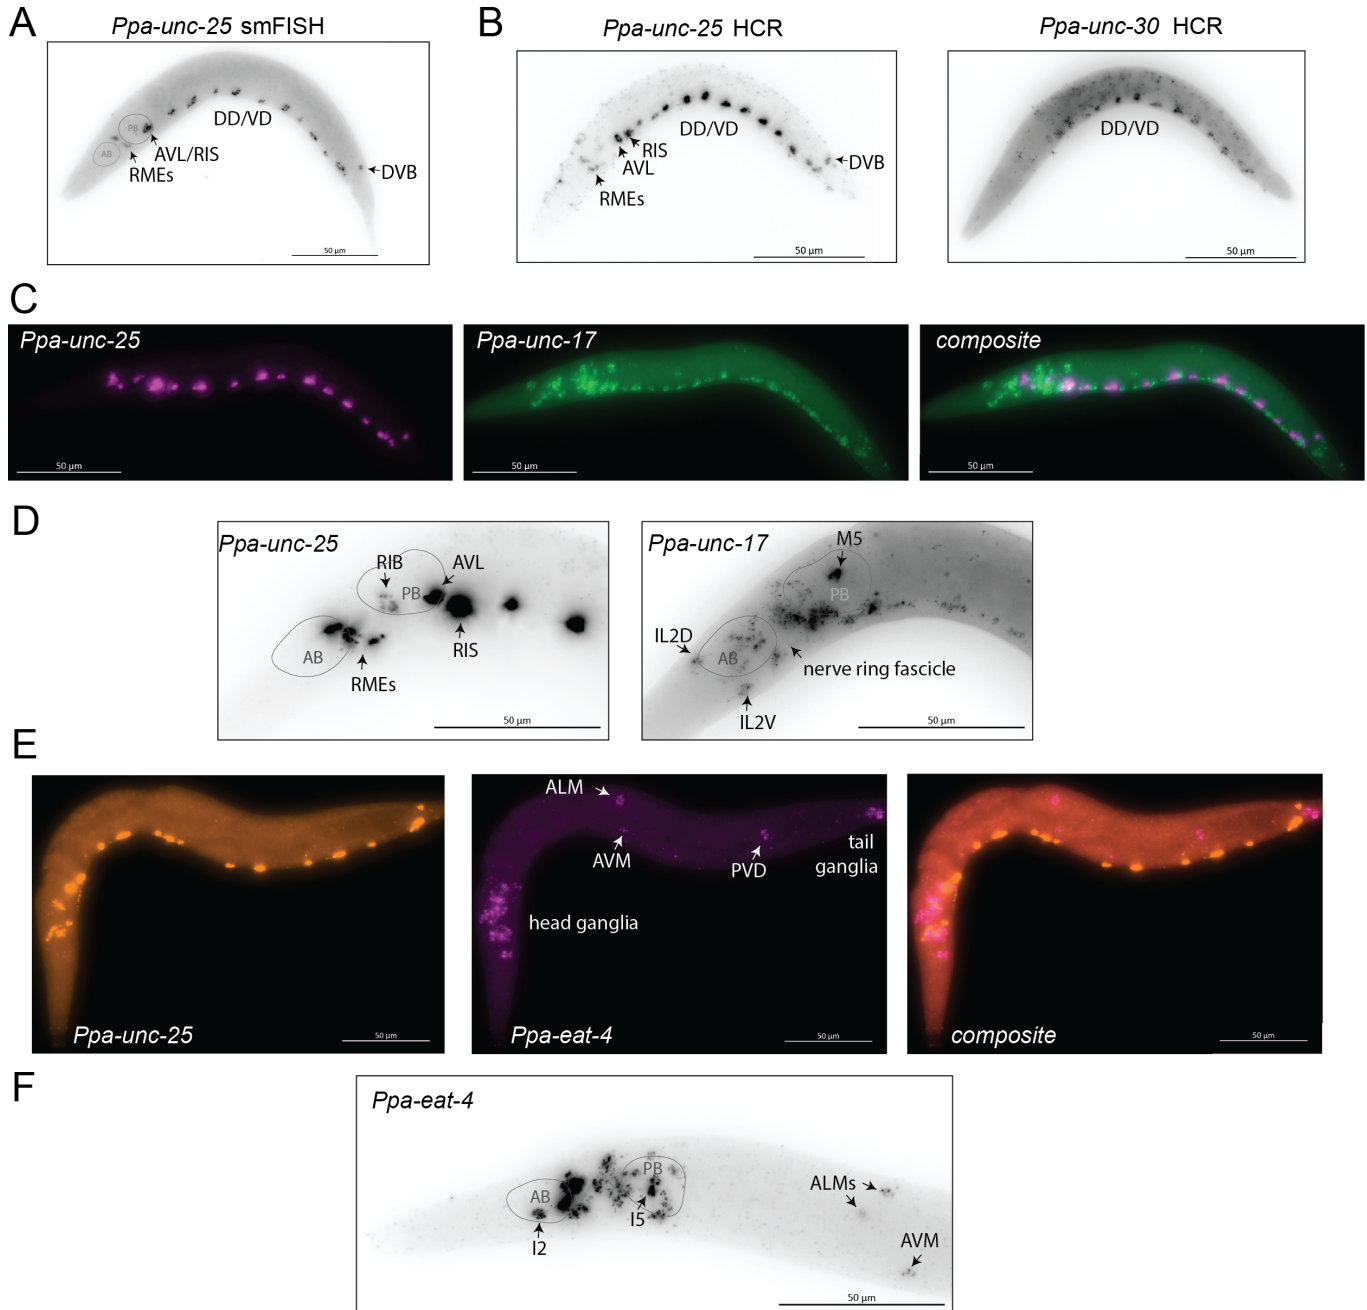 A
Ppa-unc-25 smFISH
PB
AB
DD/VD
AVL/RIS
RMEs
DVB
50 µm
B
Ppa-unc-25 HCR
DD/VD
RIS
AVL
RMEs
DVB
50 µm
Ppa-unc-30 HCR
DD/VD
50 µm
C
Ppa-unc-25
50 µm
Ppa-unc-17
50 µm
composite
50 µm
D
Ppa-unc-25
RIB
AVL
PB
AB
RIS
RMEs
50 µm
Ppa-unc-17
M5
PB
IL2D
AB
nerve ring fascicle
IL2V
50 µm
E
Ppa-unc-25
50 µm
ALM
AVM
PVD
tail
ganglia
head ganglia
Ppa-eat-4
50 µm
composite
50 µm
F
Ppa-eat-4
PB
AB
I5
I2
ALMs
AVM
50 µm